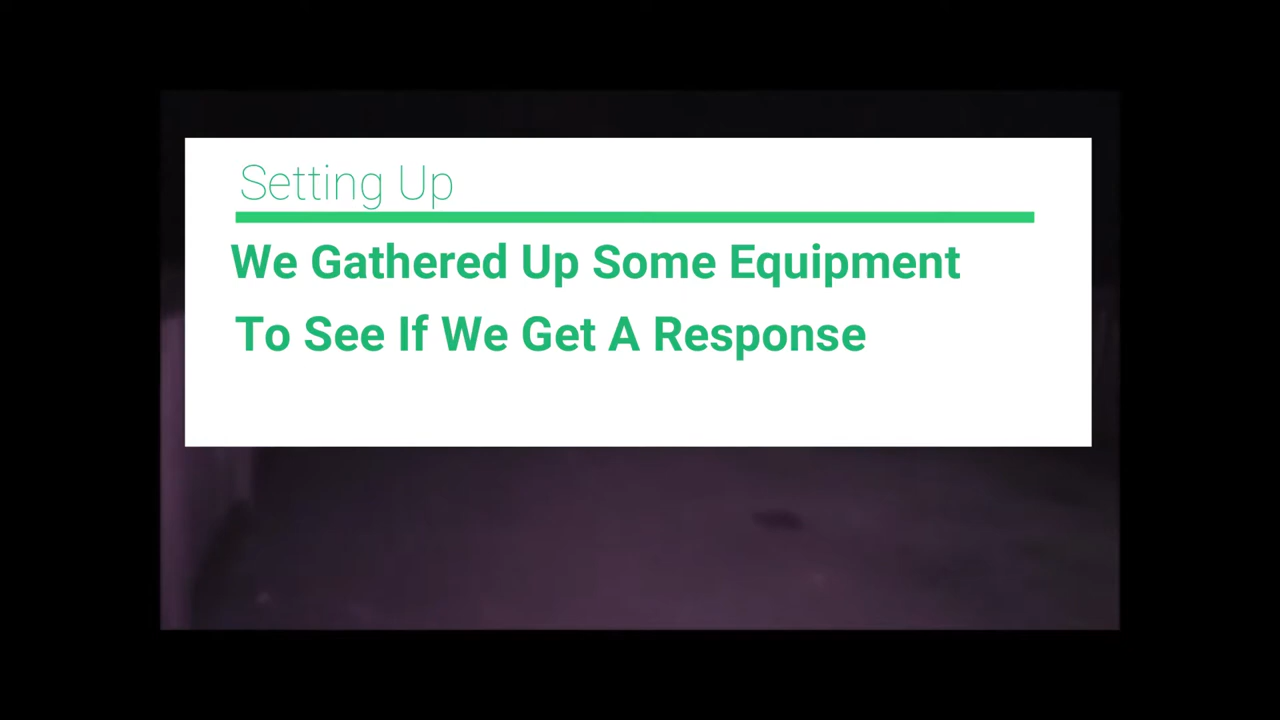 Setting Up
We Gathered Up Some Equipment
To See If We Get A Response